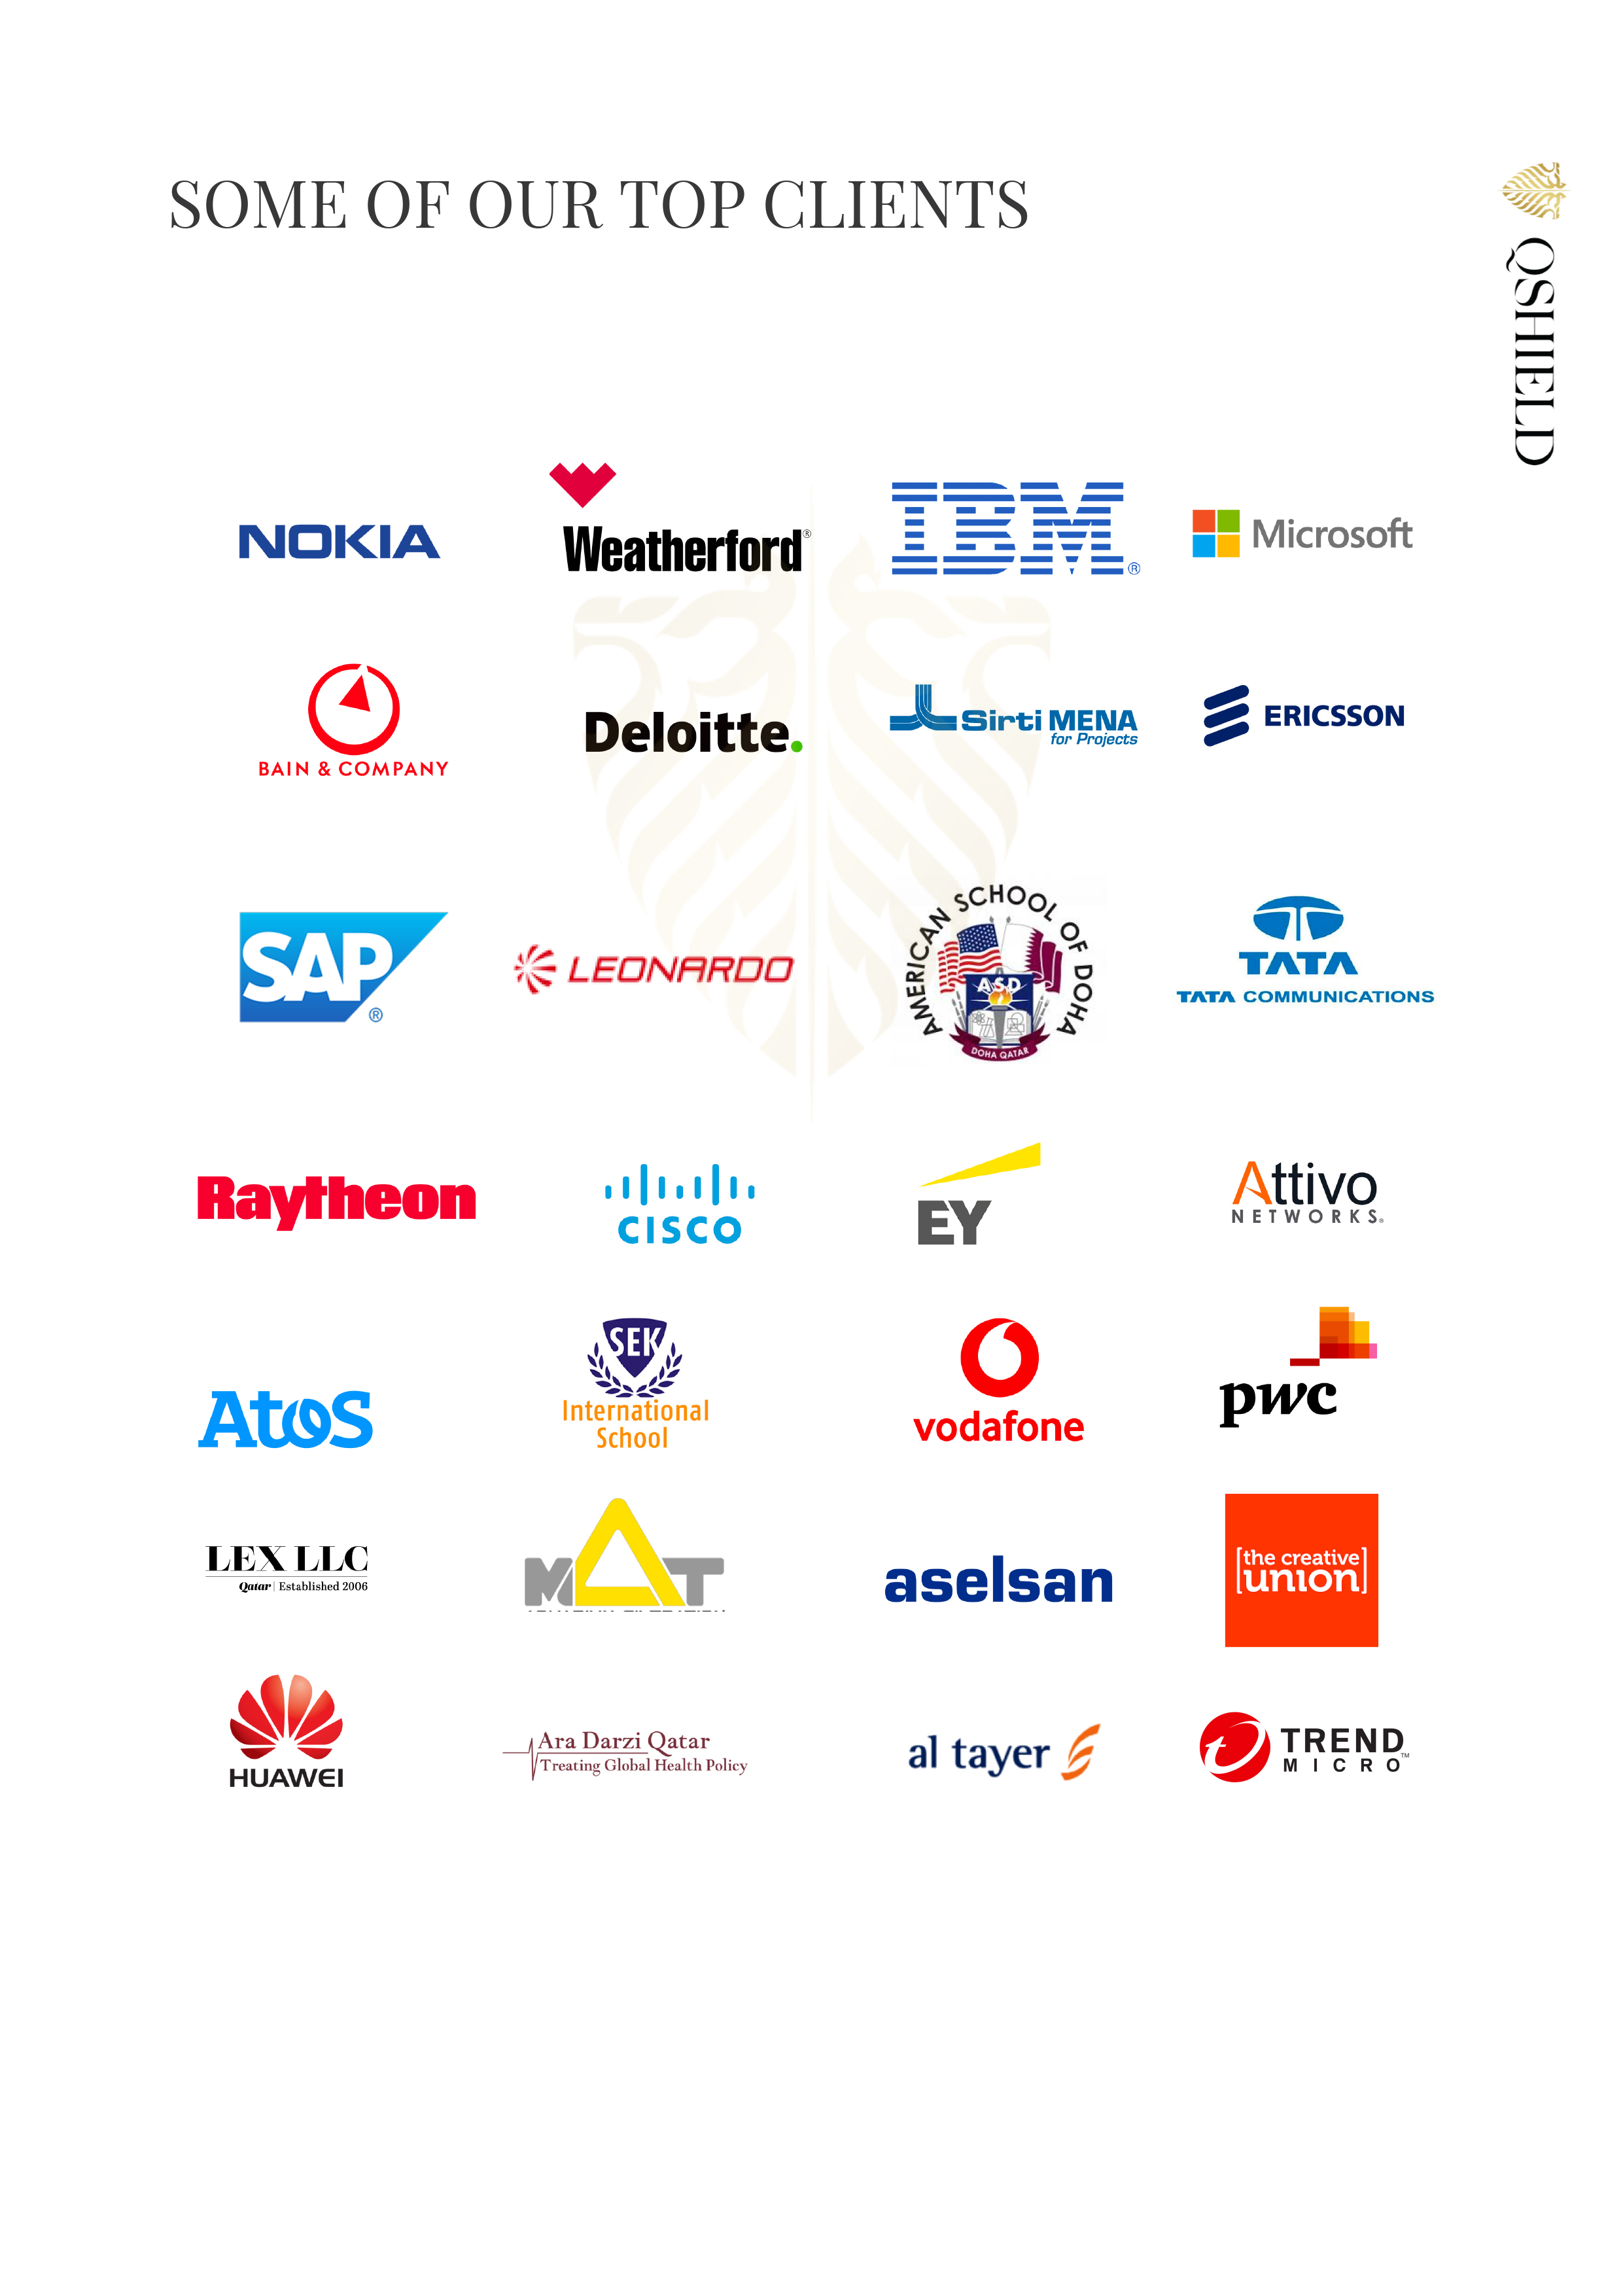 SOME OF OUR TOP CLIENTS
QSHIELD
NOKIA
Weatherford®
IBM®
Microsoft
BAIN & COMPANY
Deloitte.
Sirti MENA
for Projects
ERICSSON
SAP®
LEONARDO
AMERICAN SCHOOL OF DOHA
ASD
DOHA QATAR
TATA
TATA COMMUNICATIONS
Raytheon
CISCO
EY
Attivo
NETWORKS®
Atos
SEK
International
School
vodafone
pwc
LEX LLC
Qatar | Established 2006
MAT
aselsan
[the creative
union]
HUAWEI
Ara Darzi Qatar
Treating Global Health Policy
al tayer
TREND
MICRO™